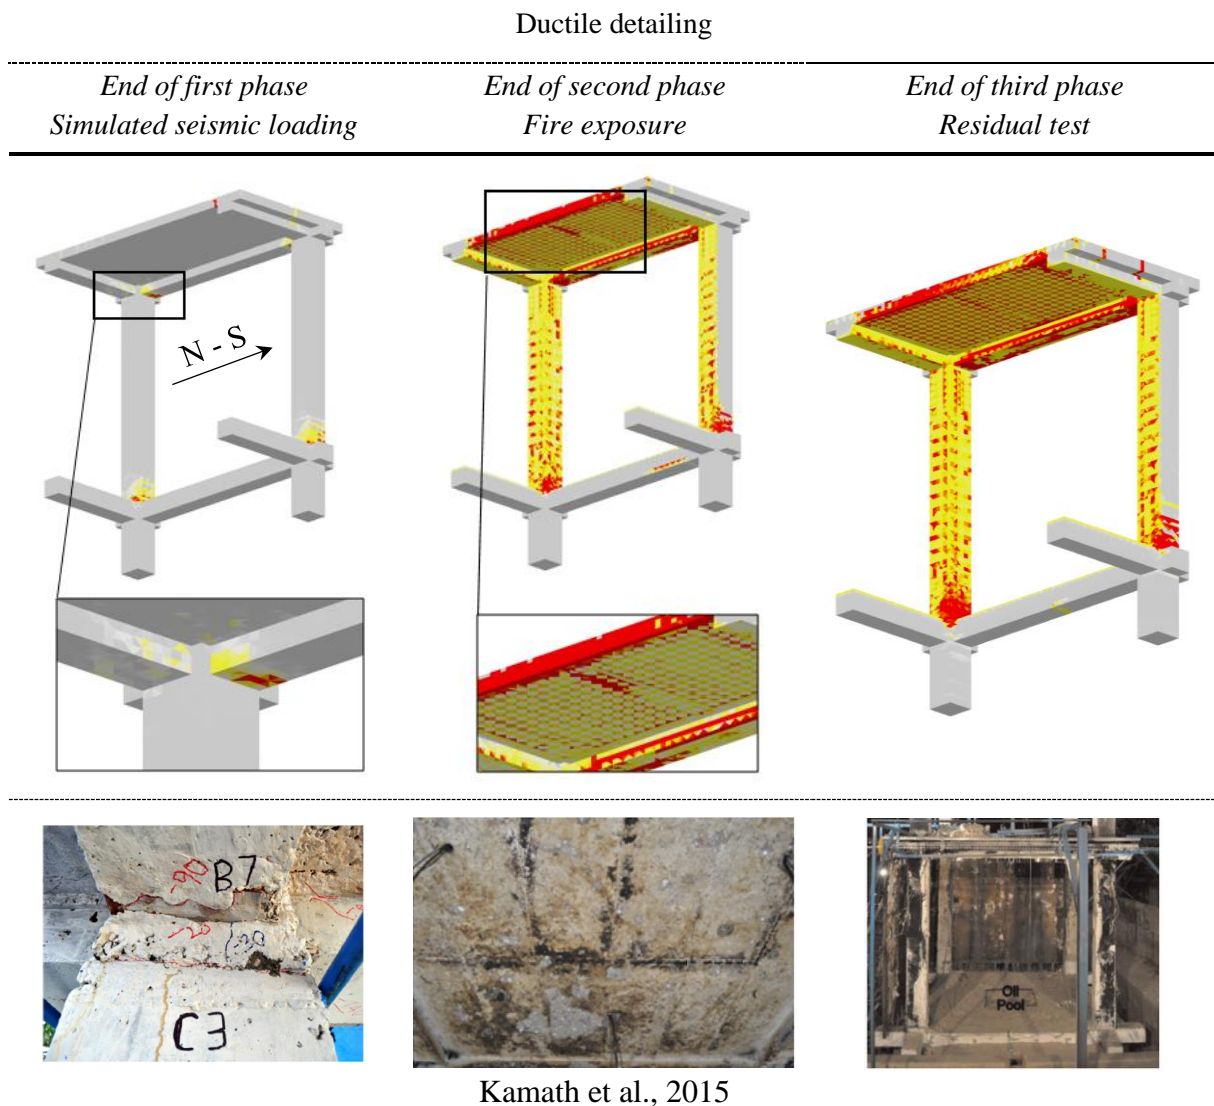 Ductile detailing
End of first phase
Simulated seismic loading
End of second phase
Fire exposure
End of third phase
Residual test
N - S
-90 B7
C3
Oil
Pool
Kamath et al., 2015